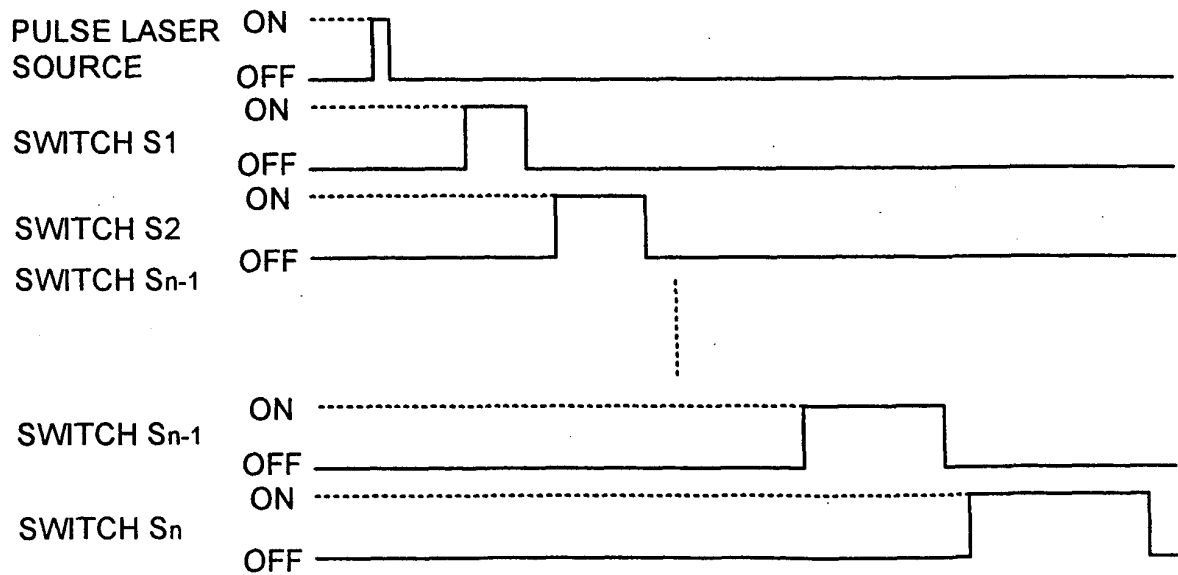 PULSE LASER SOURCE
ON
OFF
SWITCH S1
ON
OFF
SWITCH S2
ON
OFF
SWITCH Sn-1
SWITCH Sn-1
ON
OFF
SWITCH Sn
ON
OFF